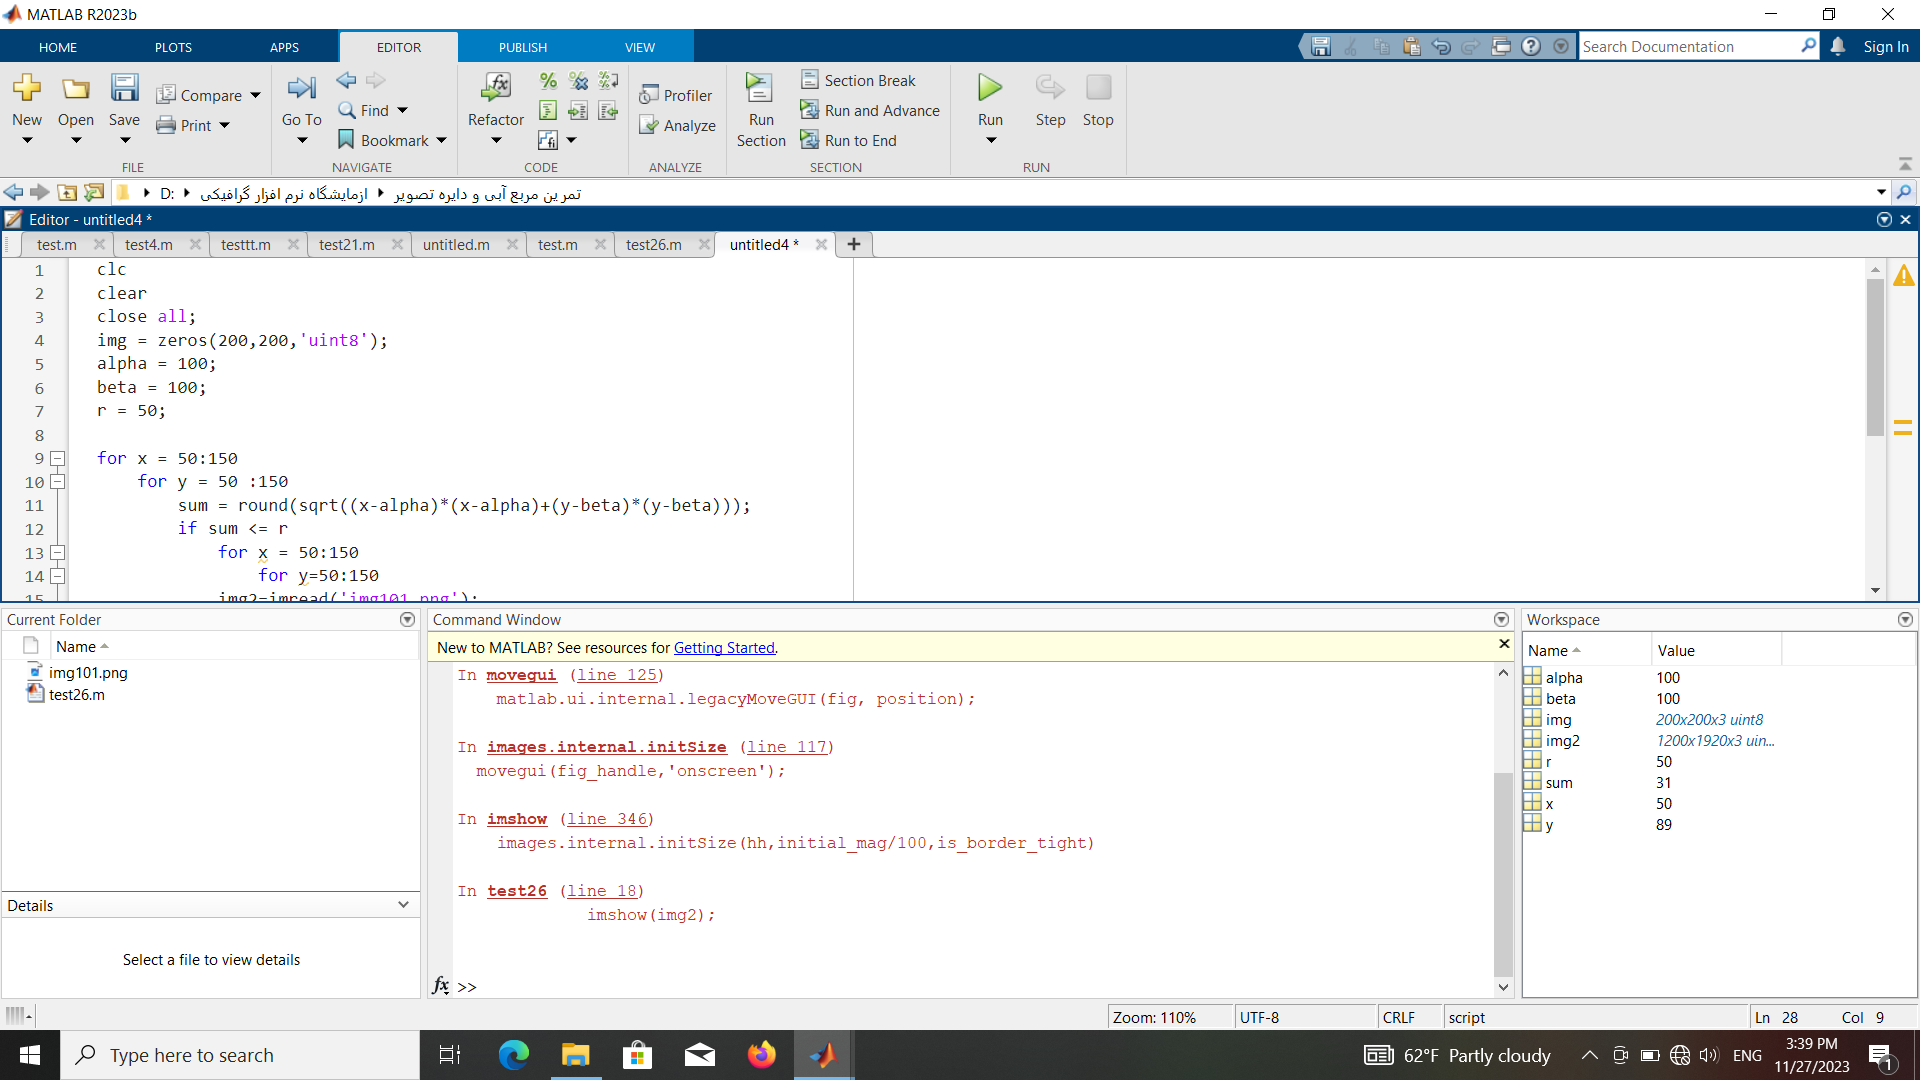 MATLAB R2023b
HOME PLOTS APPS EDITOR PUBLISH VIEW
Search Documentation
Sign In
New Open Save
Compare
Print
FILE
Go To
Find
Bookmark
NAVIGATE
Refactor
CODE
Profiler
Analyze
ANALYZE
Run Section
Section Break
Run and Advance
Run to End
SECTION
Run Step Stop
RUN
D: ازمایشگاه نرم افزار گرافیکی تمرین مربع آبی و دایره تصویر
Editor - untitled4 *
test.m test4.m testtt.m test21.m untitled.m test.m test26.m untitled4 *
1 clc
2 clear
3 close all;
4 img = zeros(200,200,'uint8');
5 alpha = 100;
6 beta = 100;
7 r = 50;
8
9 for x = 50:150
10 for y = 50 :150
11 sum = round(sqrt((x-alpha)*(x-alpha)+(y-beta)*(y-beta)));
12 if sum <= r
13 for x = 50:150
14 for y=50:150
15 img2=imread('img101.png');
Current Folder
Name
img101.png
test26.m
Details
Select a file to view details
Command Window
New to MATLAB? See resources for Getting Started.
In movegui (line 125)
matlab.ui.internal.legacyMoveGUI(fig, position);
In images.internal.initSize (line 117)
movegui(fig_handle,'onscreen');
In imshow (line 346)
images.internal.initSize(hh,initial_mag/100,is_border_tight)
In test26 (line 18)
imshow(img2);
fx >>
Workspace
Name Value
alpha 100
beta 100
img 200x200x3 uint8
img2 1200x1920x3 uin...
r 50
sum 31
x 50
y 89
Zoom: 110% UTF-8 CRLF script Ln 28 Col 9
Type here to search
62°F Partly cloudy
ENG
3:39 PM
11/27/2023
1